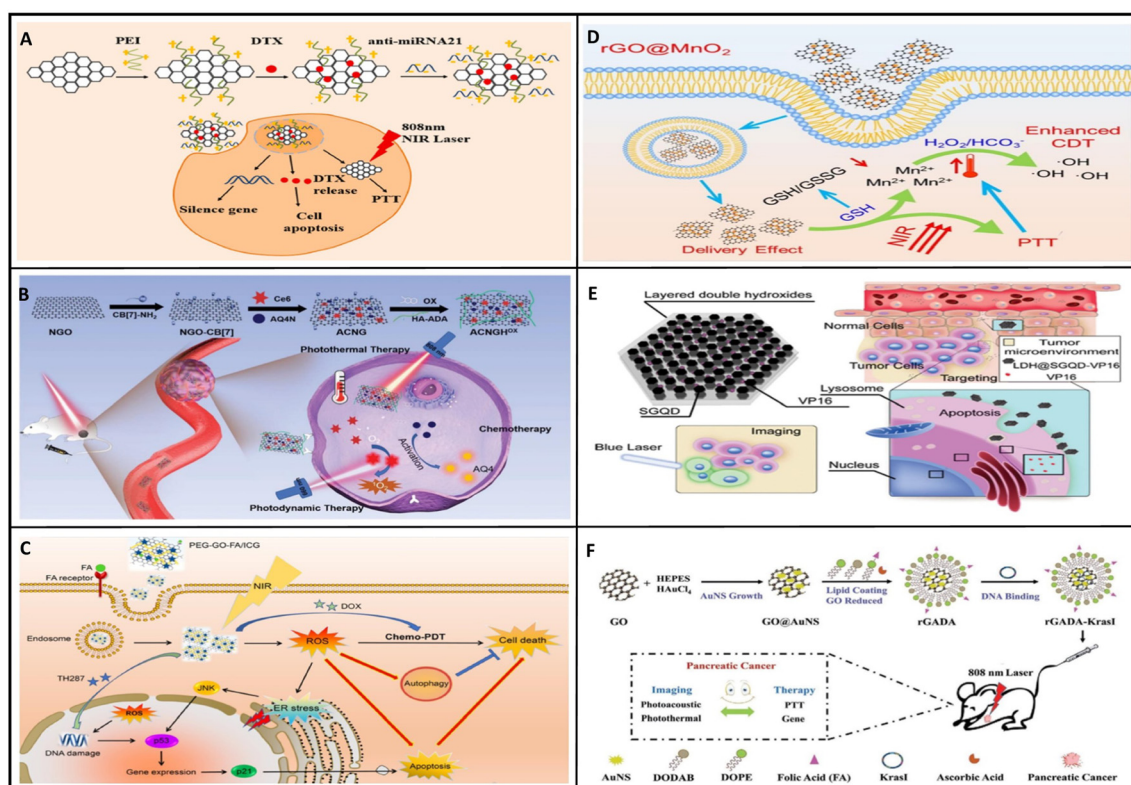 A
PEI
DTX
anti-miRNA21
808nm
NIR Laser
DTX
release
PTT
Silence gene
Cell
apoptosis
B
NGO
CB[7]-NH₂
NGO-CB[7]
Ce6
AQ4N
ACNG
OX
HA-ADA
ACNGHᴼˣ
Photothermal Therapy
Chemotherapy
Activation
AQ4
Photodynamic Therapy
C
PEG-GO-FA/ICG
FA
FA receptor
NIR
DOX
Endosome
ROS
Chemo-PDT
Cell death
Autophagy
TH287
JNK
ER stress
ROS
DNA damage
p53
Gene expression
p21
Apoptosis
D
rGO@MnO₂
Enhanced
CDT
H₂O₂/HCO₃⁻
·OH
·OH
·OH
Mn²⁺
Mn²⁺
Mn²⁺
GSH/GSSG
GSH
Delivery Effect
NIR
PTT
E
Layered double hydroxides
Normal Cells
Tumor
microenvironment
LDH@SGQD-VP16
VP16
Tumor Cells
Targeting
SGQD
VP16
Lysosome
Apoptosis
Imaging
Blue Laser
Nucleus
F
GO
+
HEPES
HAuCl₄
AuNS Growth
GO@AuNS
Lipid Coating
GO Reduced
rGADA
DNA Binding
rGADA-KrasI
808 nm Laser
Pancreatic Cancer
Imaging
Therapy
Photoacoustic
PTT
Photothermal
Gene
AuNS
DODAB
DOPE
Folic Acid (FA)
KrasI
Ascorbic Acid
Pancreatic Cancer